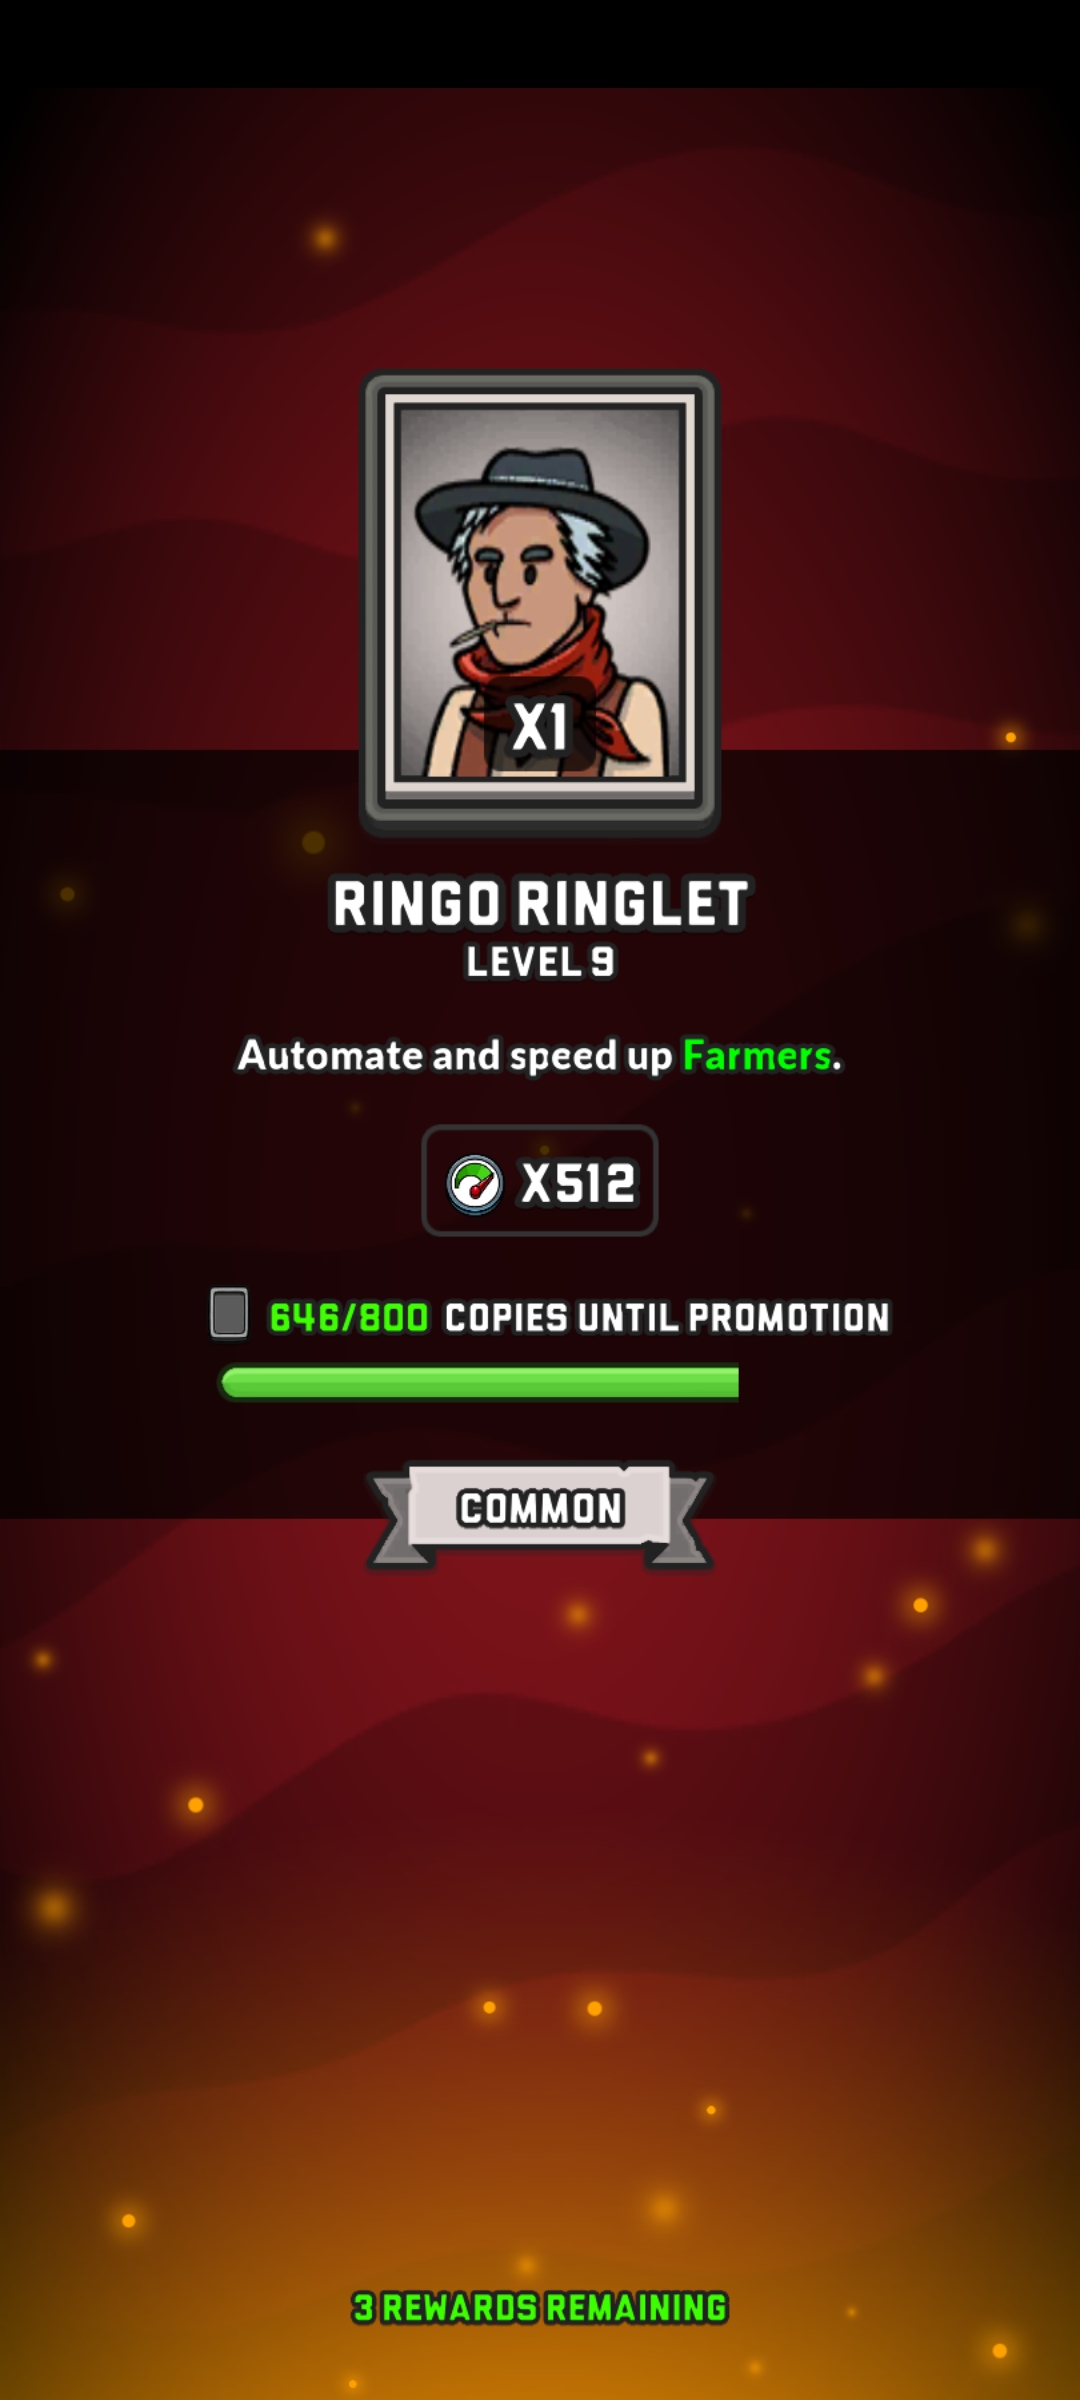 X1
RINGO RINGLET
LEVEL 9
Automate and speed up Farmers.
X512
646/800 COPIES UNTIL PROMOTION
COMMON
3 REWARDS REMAINING